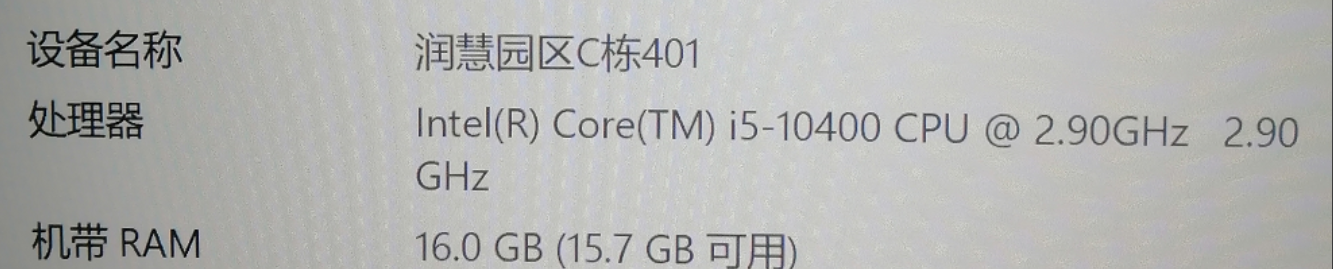 设备名称 润慧园区C栋401
处理器 Intel(R) Core(TM) i5-10400 CPU @ 2.90GHz 2.90
GHz
机带 RAM 16.0 GB (15.7 GB 可用)